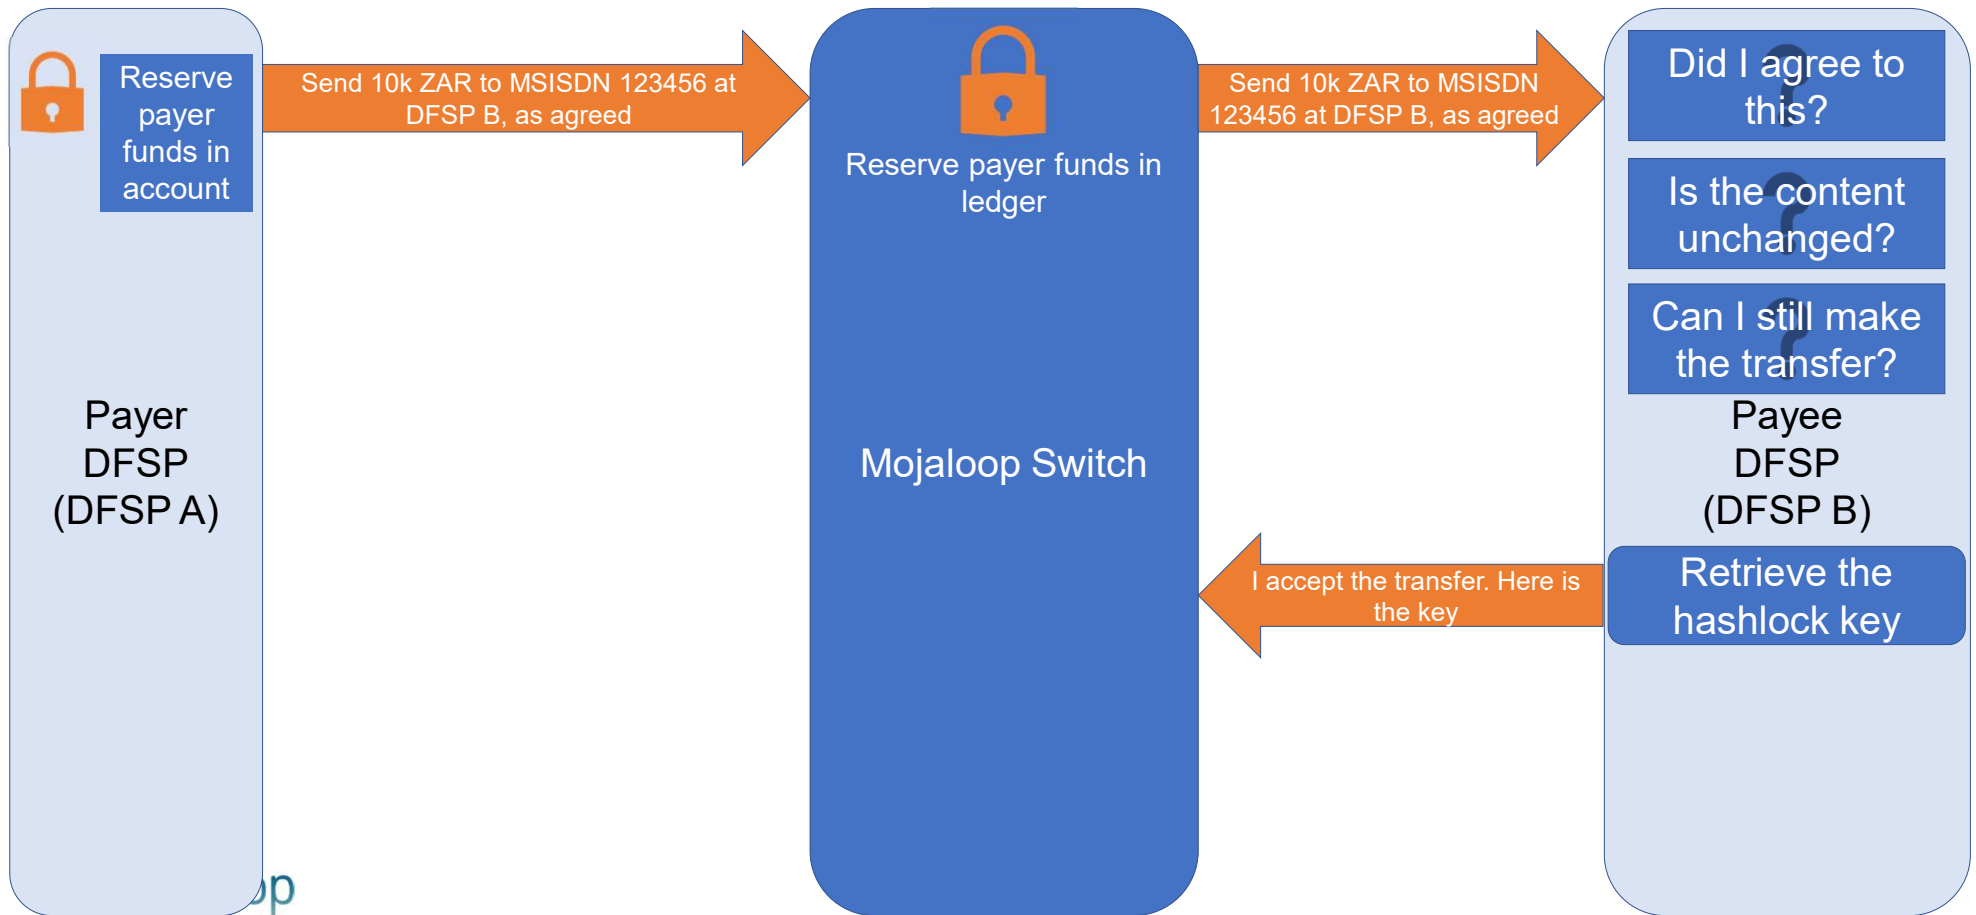 Reserve
payer
funds in
account
Send 10k ZAR to MSISDN 123456 at
DFSP B, as agreed
Reserve payer funds in
ledger
Send 10k ZAR to MSISDN
123456 at DFSP B, as agreed
Did I agree to
this?
Is the content
unchanged?
Can I still make
the transfer?
Payer
DFSP
(DFSP A)
Mojaloop Switch
Payee
DFSP
(DFSP B)
I accept the transfer. Here is
the key
Retrieve the
hashlock key
op